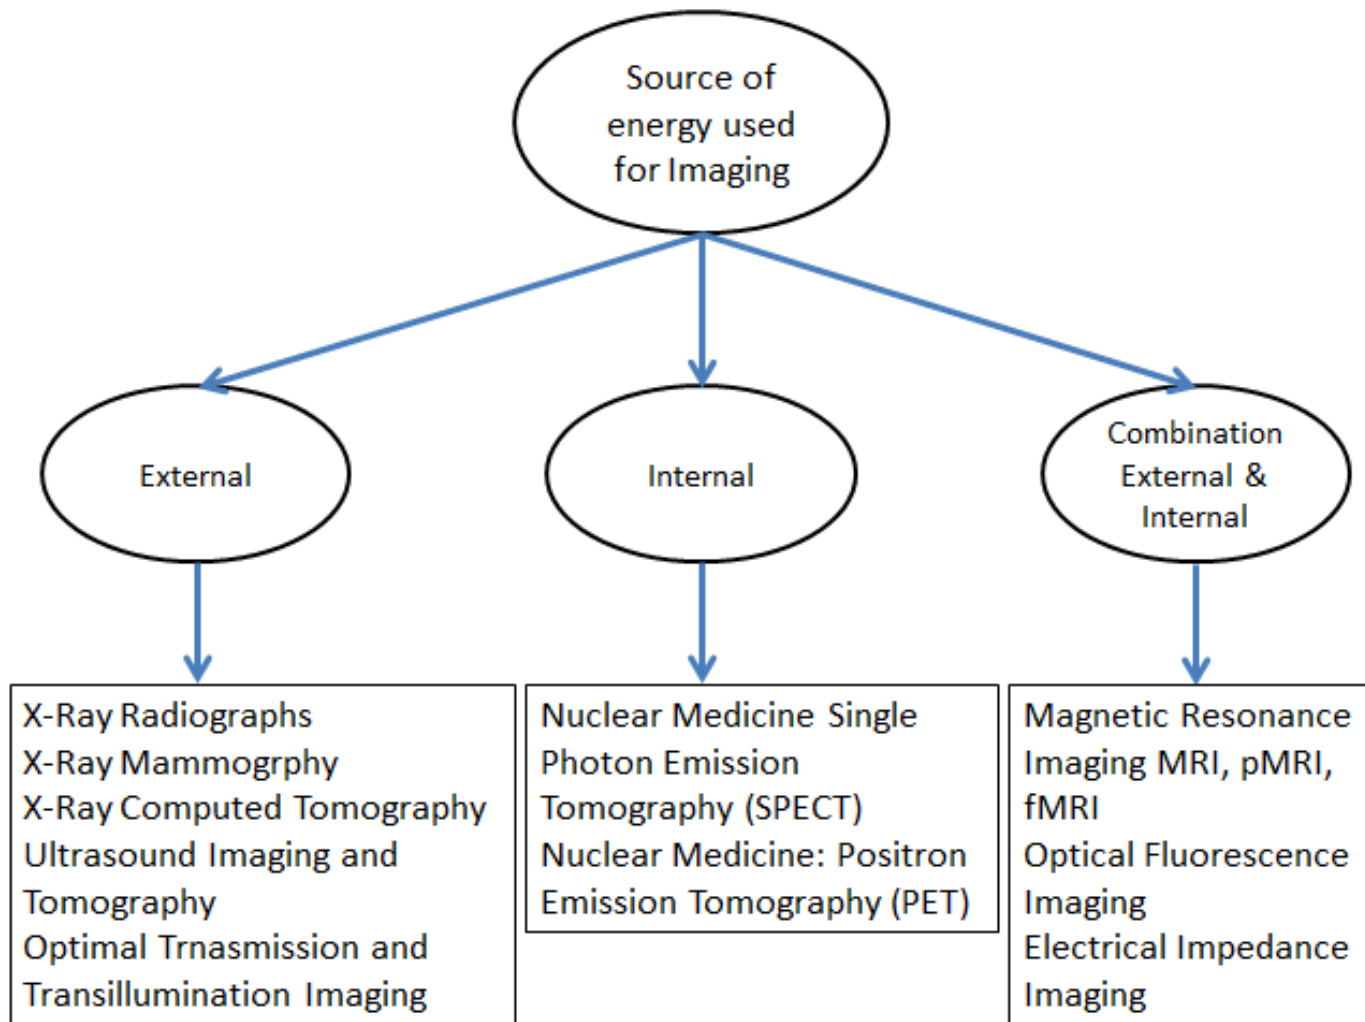 Source of
energy used
for Imaging
External
Internal
Combination
External &
Internal
X-Ray Radiographs
X-Ray Mammogrphy
X-Ray Computed Tomography
Ultrasound Imaging and
Tomography
Optimal Trnasmission and
Transillumination Imaging
Nuclear Medicine Single
Photon Emission
Tomography (SPECT)
Nuclear Medicine: Positron
Emission Tomography (PET)
Magnetic Resonance
Imaging MRI, pMRI,
fMRI
Optical Fluorescence
Imaging
Electrical Impedance
Imaging